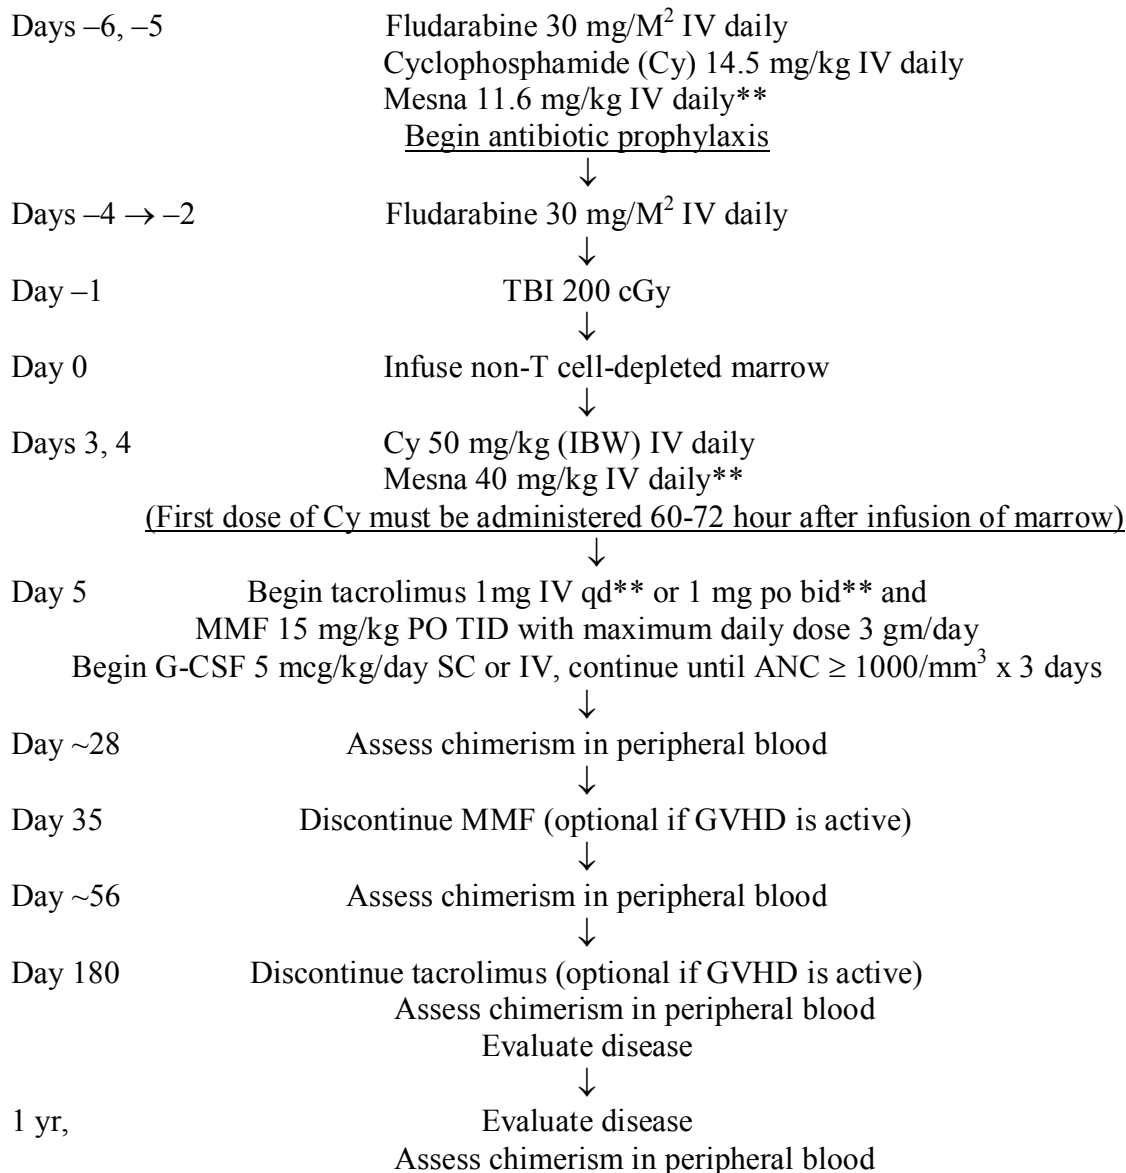 Days –6, –5 Fludarabine 30 mg/M² IV daily
Cyclophosphamide (Cy) 14.5 mg/kg IV daily
Mesna 11.6 mg/kg IV daily**
Begin antibiotic prophylaxis
↓
Days –4 → –2 Fludarabine 30 mg/M² IV daily
↓
Day –1 TBI 200 cGy
↓
Day 0 Infuse non-T cell-depleted marrow
↓
Days 3, 4 Cy 50 mg/kg (IBW) IV daily
Mesna 40 mg/kg IV daily**
(First dose of Cy must be administered 60-72 hour after infusion of marrow)
↓
Day 5 Begin tacrolimus 1mg IV qd** or 1 mg po bid** and
MMF 15 mg/kg PO TID with maximum daily dose 3 gm/day
Begin G-CSF 5 mcg/kg/day SC or IV, continue until ANC ≥ 1000/mm³ x 3 days
↓
Day ~28 Assess chimerism in peripheral blood
↓
Day 35 Discontinue MMF (optional if GVHD is active)
↓
Day ~56 Assess chimerism in peripheral blood
↓
Day 180 Discontinue tacrolimus (optional if GVHD is active)
Assess chimerism in peripheral blood
Evaluate disease
↓
1 yr, Evaluate disease
Assess chimerism in peripheral blood